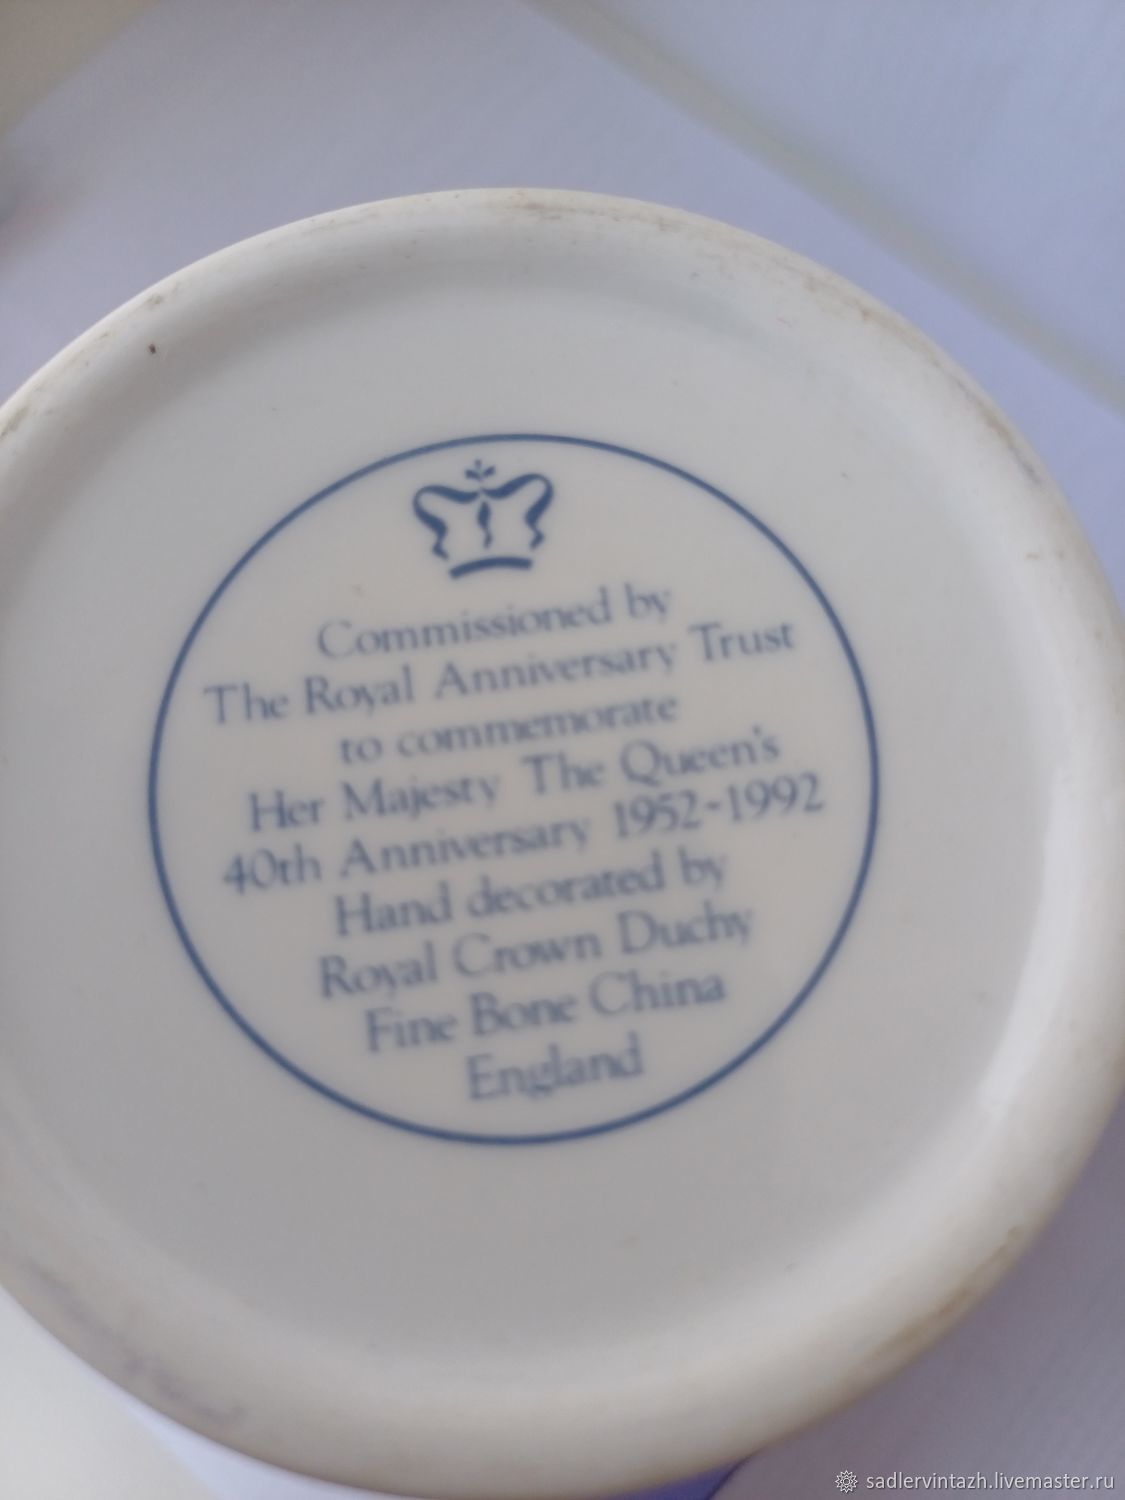 Commissioned by
The Royal Anniversary Trust
to commemorate
Her Majesty The Queen's
40th Anniversary 1952-1992
Hand decorated by
Royal Crown Duchy
Fine Bone China
England
sadlervintazh.livemaster.ru